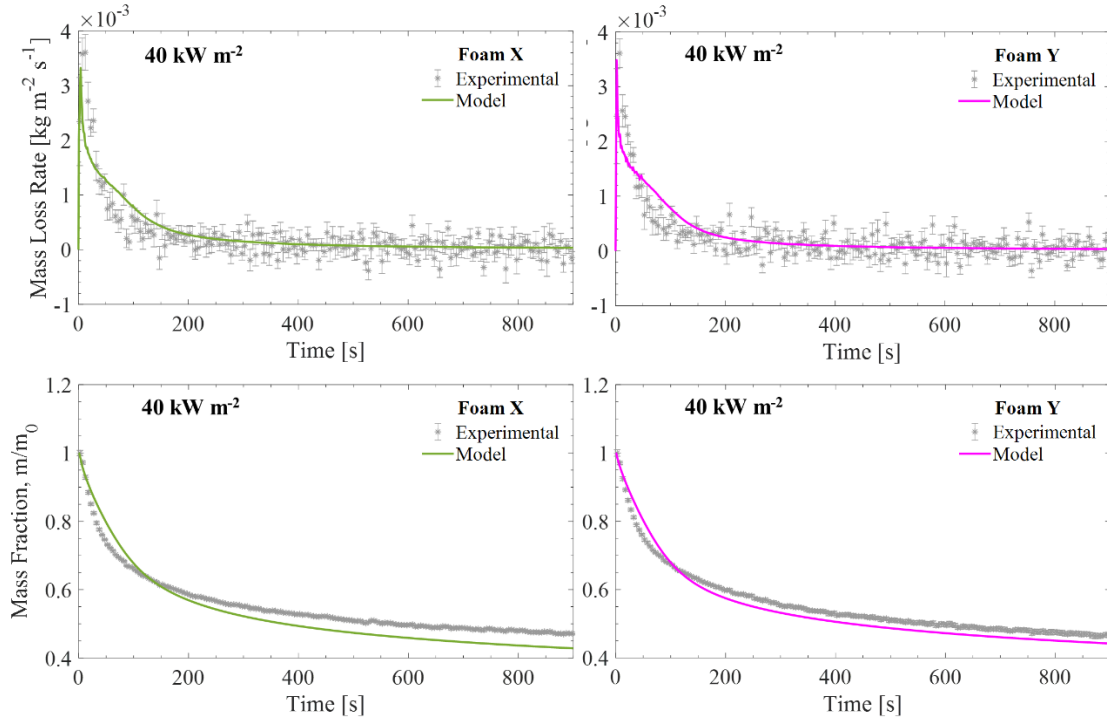 ×10⁻³
40 kW m⁻²
Foam X
Experimental
Model
Mass Loss Rate [kg m⁻² s⁻¹]
4
3
2
1
0
-1
0 200 400 600 800
Time [s]
×10⁻³
40 kW m⁻²
Foam Y
Experimental
Model
4
3
2
1
0
-1
0 200 400 600 800
Time [s]
40 kW m⁻²
Foam X
Experimental
Model
Mass Fraction, m/m₀
1.2
1
0.8
0.6
0.4
0 200 400 600 800
Time [s]
40 kW m⁻²
Foam Y
Experimental
Model
1.2
1
0.8
0.6
0.4
0 200 400 600 800
Time [s]